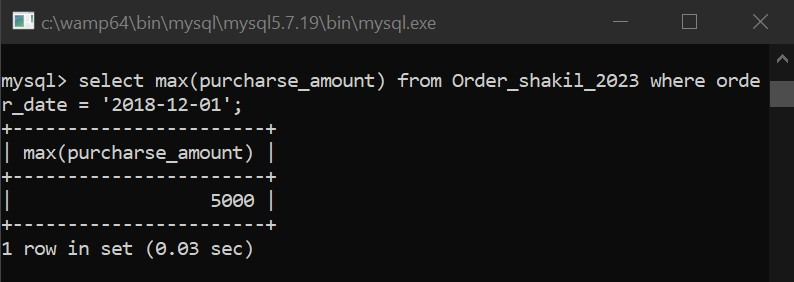 c:\wamp64\bin\mysql\mysql5.7.19\bin\mysql.exe
mysql> select max(purcharse_amount) from Order_shakil_2023 where orde
r_date = '2018-12-01';
+-----------------------+
| max(purcharse_amount) |
+-----------------------+
|                  5000 |
+-----------------------+
1 row in set (0.03 sec)